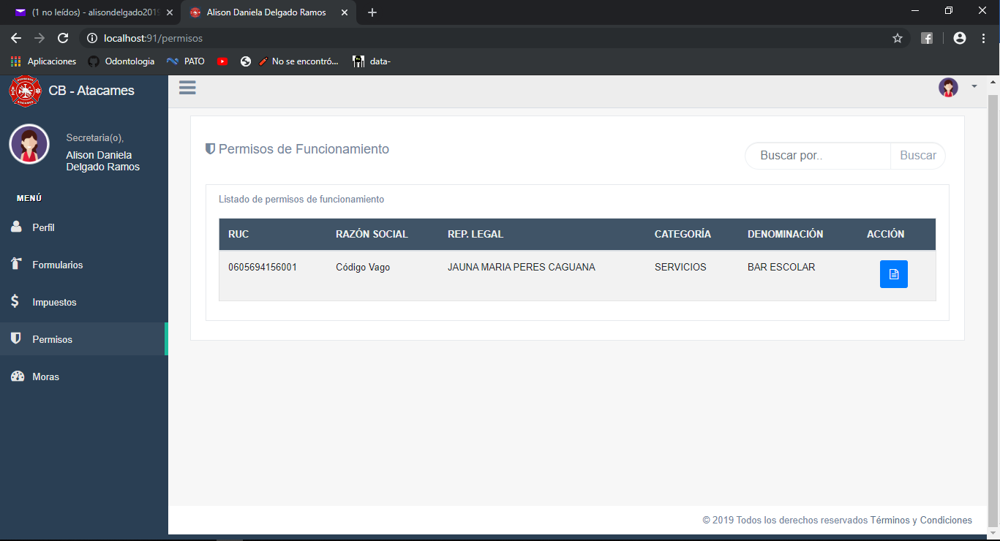 (1 no leídos) - alisondelgado2019
Alison Daniela Delgado Ramos
localhost:91/permisos
Aplicaciones
Odontologia
PATO
No se encontró...
data-
BOMBEROS
ATACAMES
CB - Atacames
Secretaria(o),
Alison Daniela
Delgado Ramos
MENÚ
Perfil
Formularios
Impuestos
Permisos
Moras
Permisos de Funcionamiento
Buscar por..
Buscar
Listado de permisos de funcionamiento
RUC RAZÓN SOCIAL REP. LEGAL CATEGORÍA DENOMINACIÓN ACCIÓN
0605694156001 Código Vago JAUNA MARIA PERES CAGUANA SERVICIOS BAR ESCOLAR
© 2019 Todos los derechos reservados Términos y Condiciones